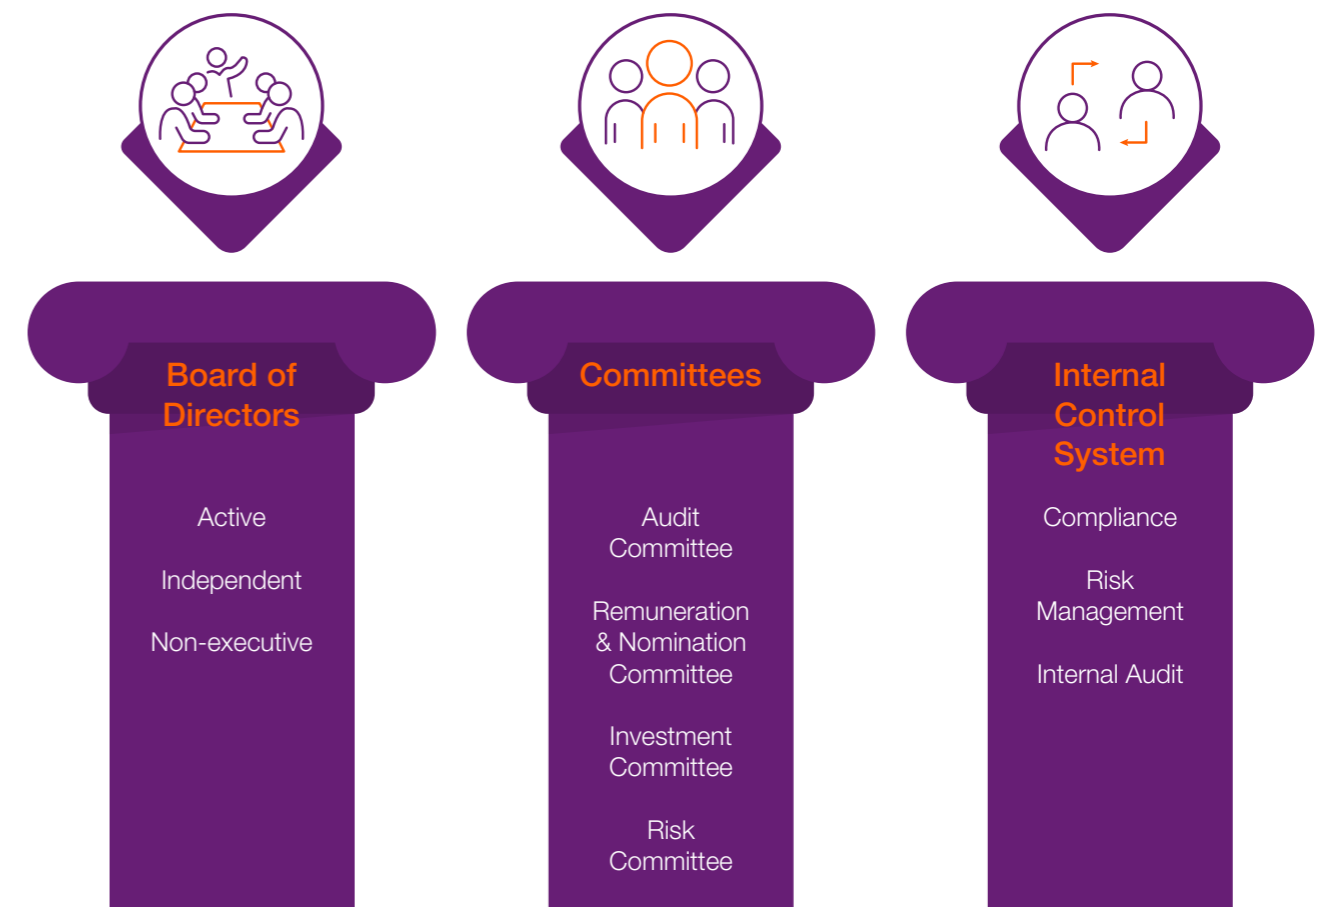 Board of
Directors
Active
Independent
Non-executive
Committees
Audit
Committee
Remuneration
& Nomination
Committee
Investment
Committee
Risk
Committee
Internal
Control
System
Compliance
Risk
Management
Internal Audit